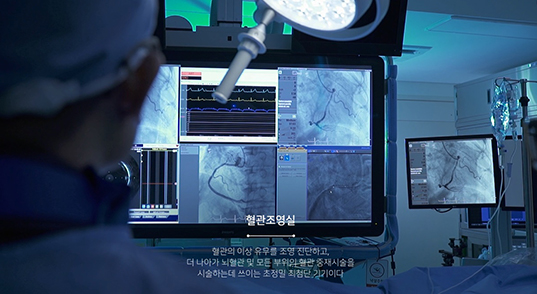 혈관조영실
혈관의 이상 유무를 조영 진단하고,
더 나아가 뇌혈관 및 모든 부위의 혈관 중재시술을
시술하는데 쓰이는 초정밀 최첨단 기기이다